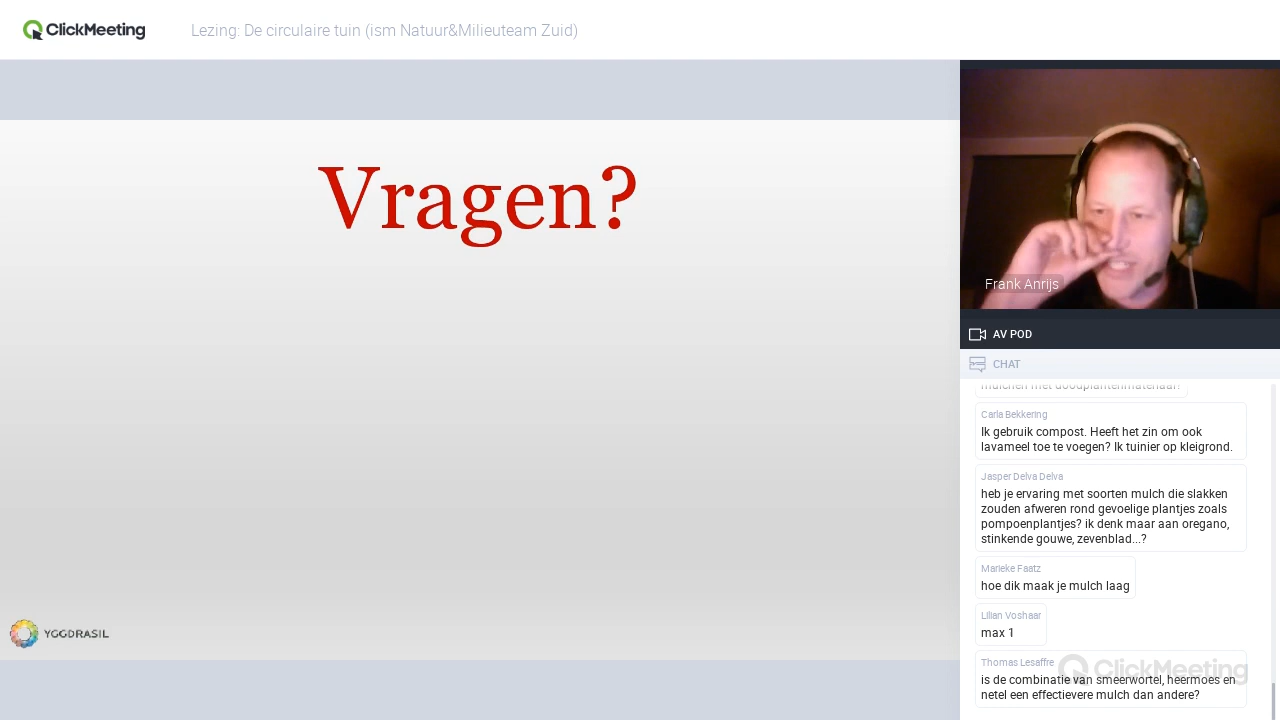 ClickMeeting
Lezing: De circulaire tuin (ism Natuur&Milieuteam Zuid)
Vragen?
YGGDRASIL
Frank Anrijs
AV POD
CHAT
mulchen met doodplantenmateriaal?
Carla Bekkering
Ik gebruik compost. Heeft het zin om ook
lavameel toe te voegen? Ik tuinier op kleigrond.
Jasper Delva Delva
heb je ervaring met soorten mulch die slakken
zouden afweren rond gevoelige plantjes zoals
pompoenplantjes? ik denk maar aan oregano,
stinkende gouwe, zevenblad...?
Marieke Faatz
hoe dik maak je mulch laag
Lilian Voshaar
max 1
Thomas Lesaffre
ClickMeeting
is de combinatie van smeerwortel, heermoes en
netel een effectievere mulch dan andere?